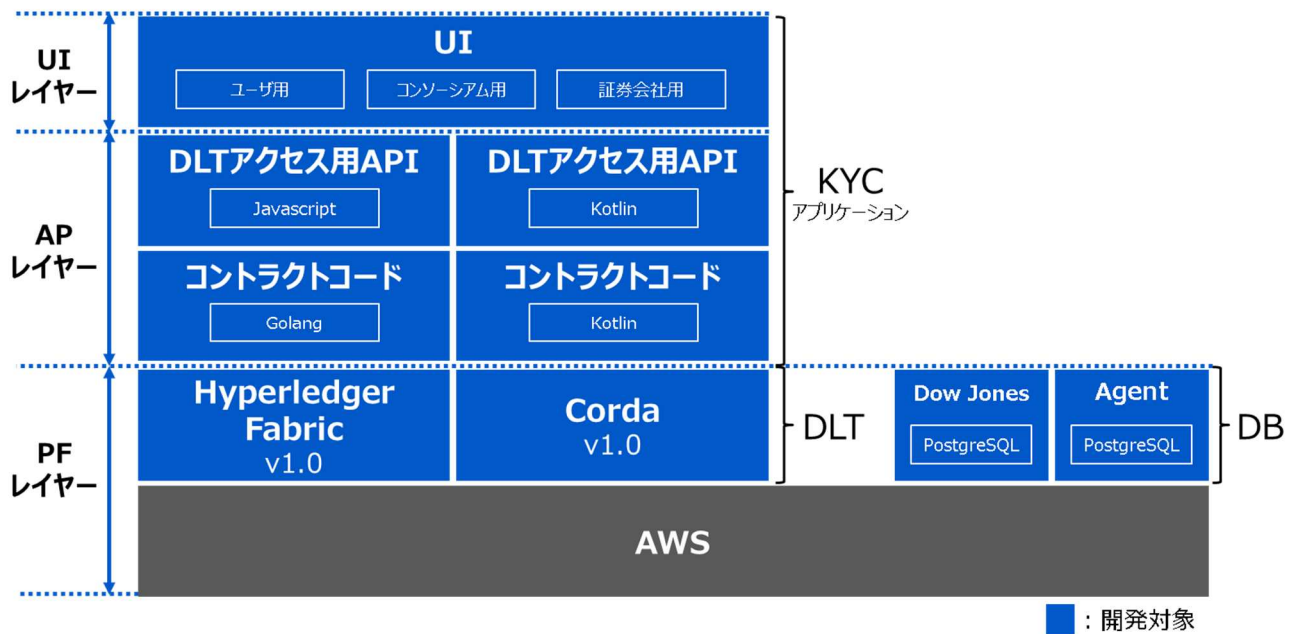 UI
レイヤー
UI
ユーザ用
コンソーシアム用
証券会社用
AP
レイヤー
DLTアクセス用API
Javascript
DLTアクセス用API
Kotlin
コントラクトコード
Golang
コントラクトコード
Kotlin
KYC
アプリケーション
PF
レイヤー
Hyperledger
Fabric
v1.0
Corda
v1.0
DLT
Dow Jones
PostgreSQL
Agent
PostgreSQL
DB
AWS
：開発対象